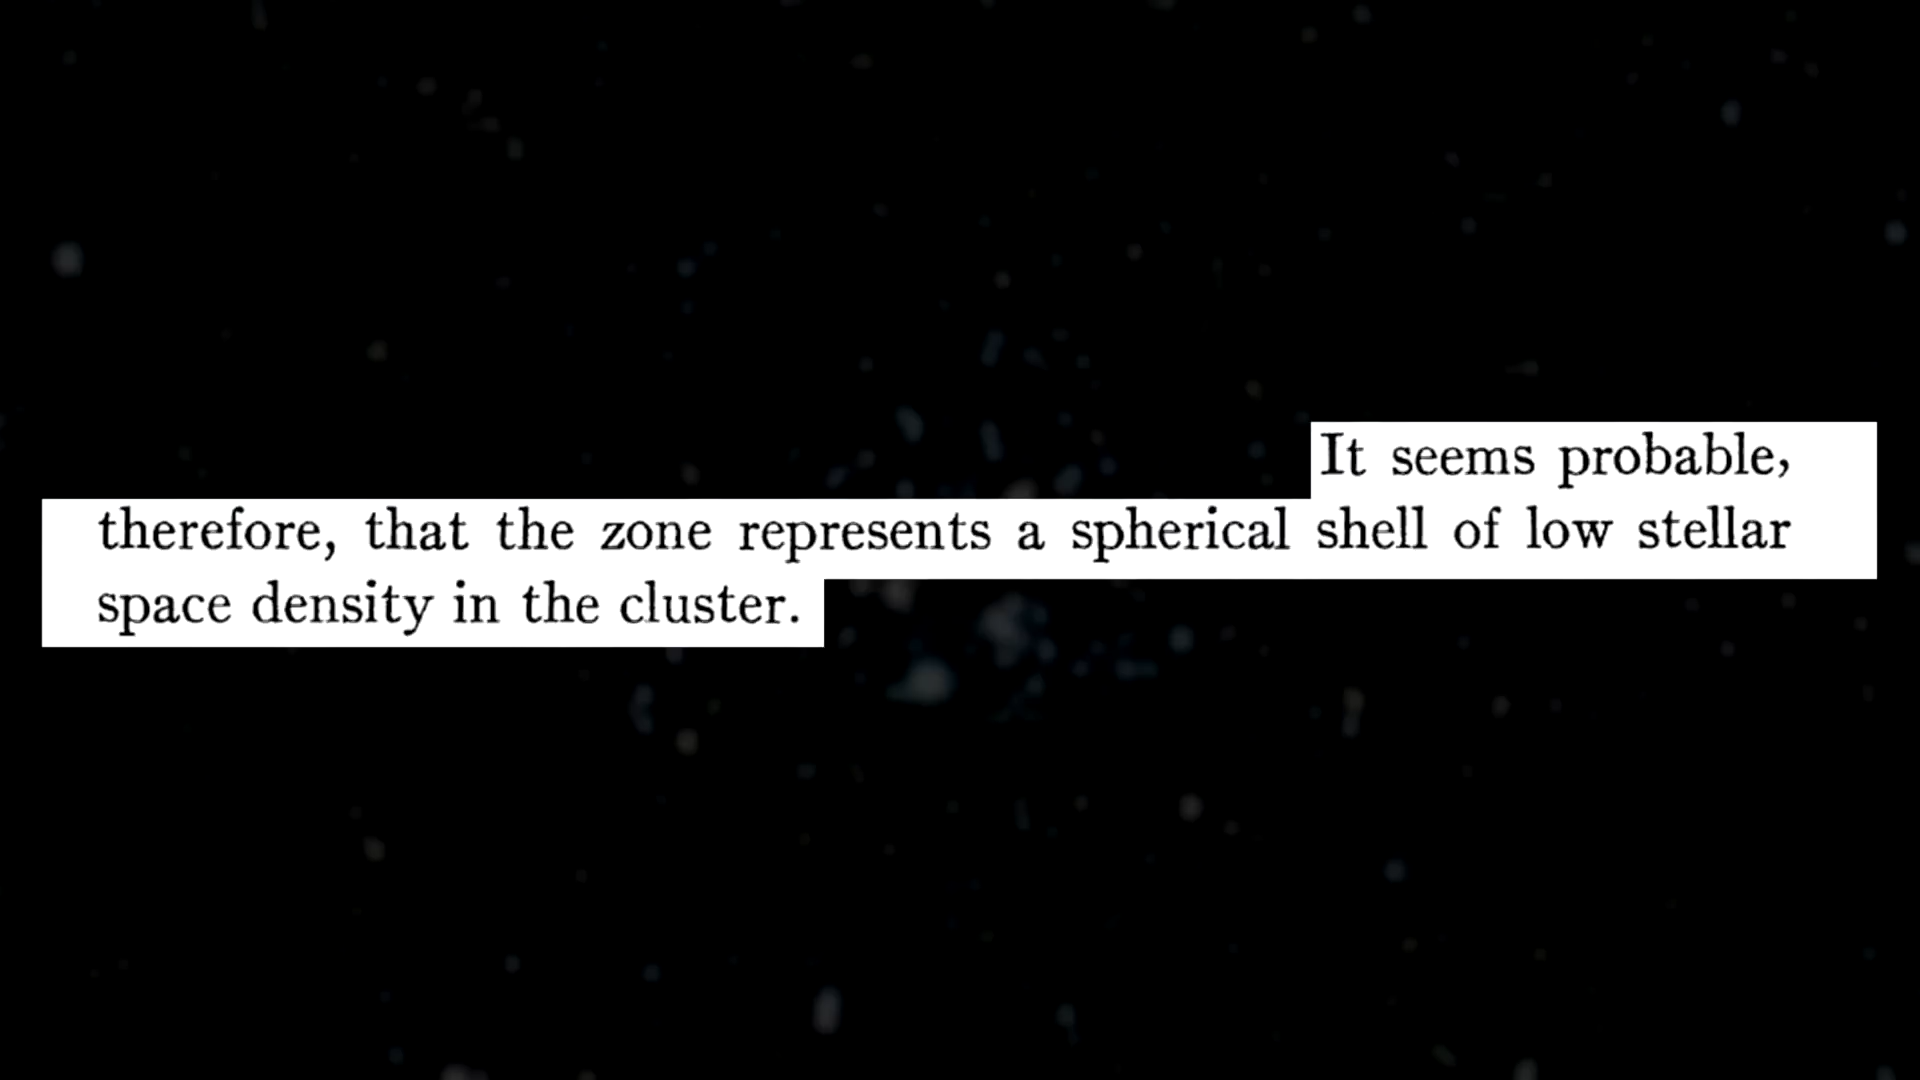 It seems probable,
therefore, that the zone represents a spherical shell of low stellar
space density in the cluster.